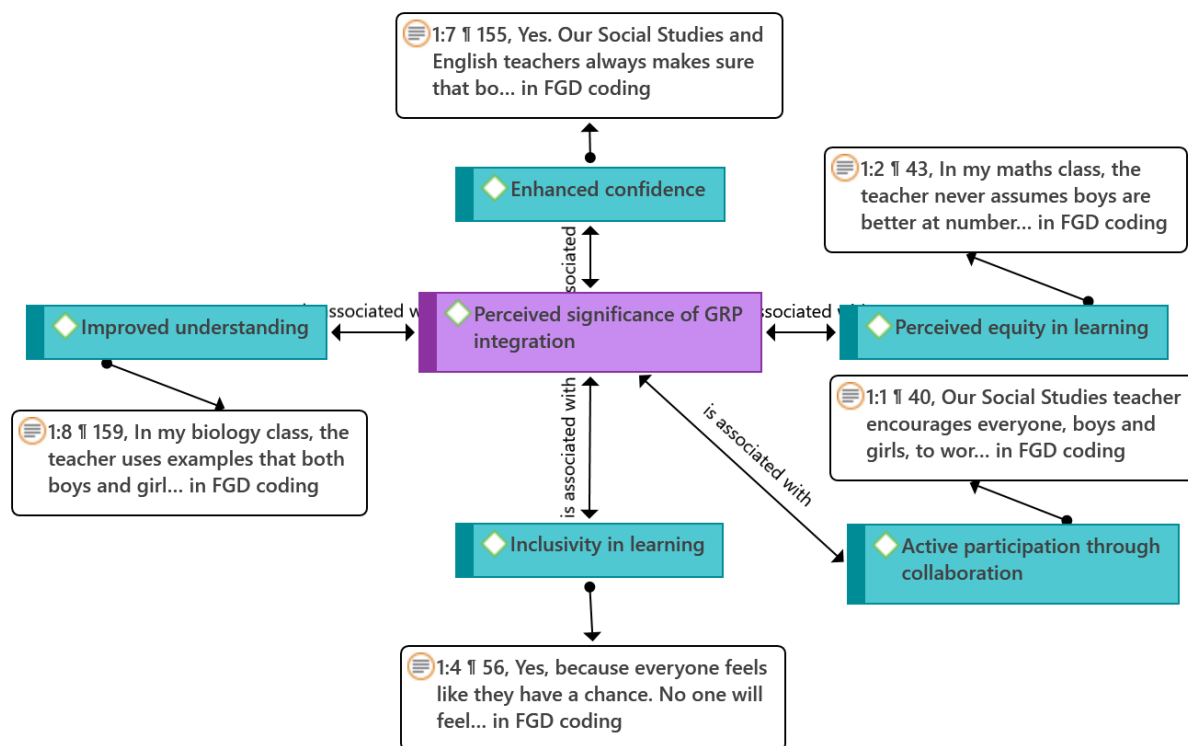 1:7 ¶ 155, Yes. Our Social Studies and
English teachers always makes sure
that bo... in FGD coding
Enhanced confidence
1:2 ¶ 43, In my maths class, the
teacher never assumes boys are
better at number... in FGD coding
sociated
Improved understanding
associated w
Perceived significance of GRP
integration
ssociated wi
Perceived equity in learning
1:8 ¶ 159, In my biology class, the
teacher uses examples that both
boys and girl... in FGD coding
is associated with
is associated with
1:1 ¶ 40, Our Social Studies teacher
encourages everyone, boys and
girls, to wor... in FGD coding
Inclusivity in learning
Active participation through
collaboration
1:4 ¶ 56, Yes, because everyone feels
like they have a chance. No one will
feel... in FGD coding